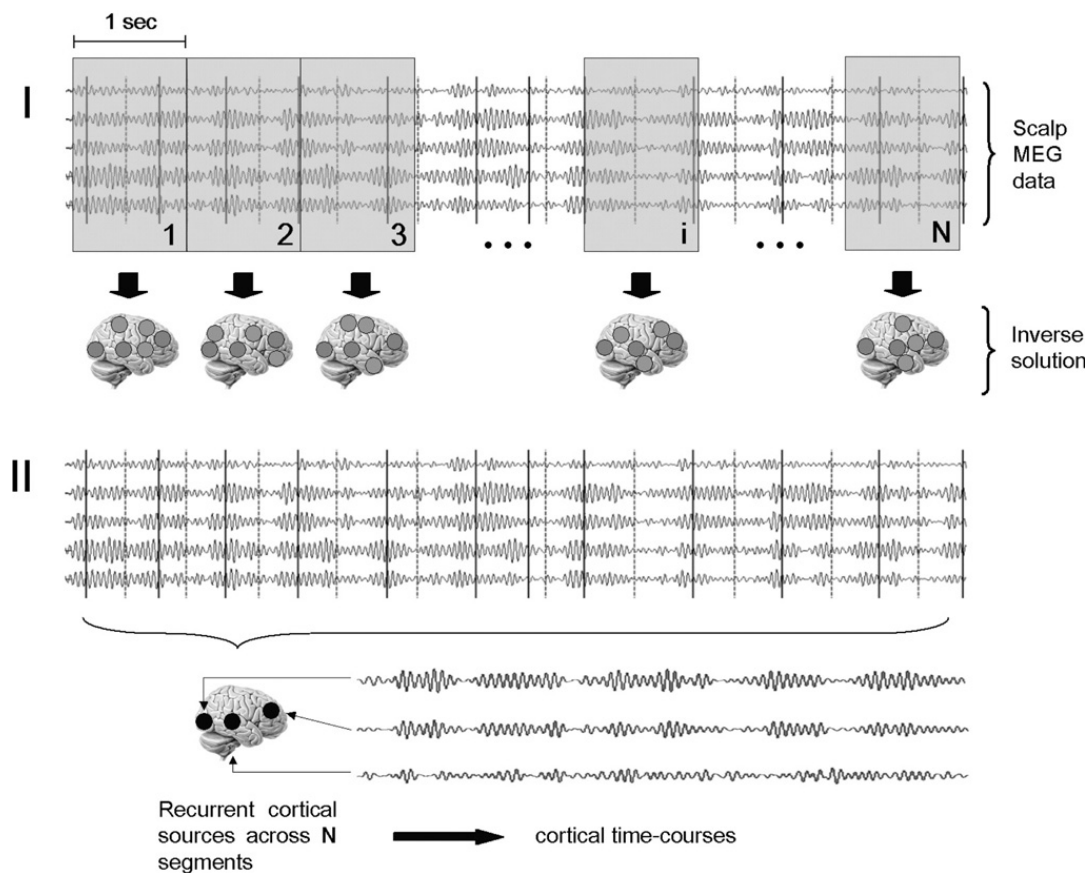 1 sec
I
Scalp
MEG
data
1
2
3
• • •
i
• • •
N
Inverse
solution
II
Recurrent cortical
sources across N
segments
cortical time-courses